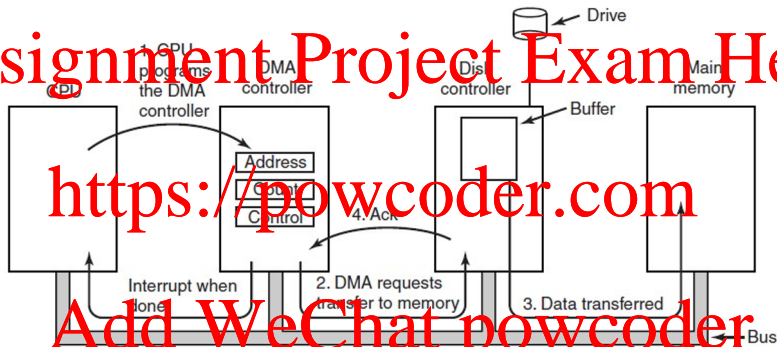 Drive
signment Project Exam He
1. CPU
programs
the DMA
controller
CPU
DMA
controller
Disk
controller
Main
memory
Buffer
Address
Count
Control
https://powcoder.com
4. Ack
Interrupt when
done
2. DMA requests
transfer to memory
3. Data transferred
Add WeChat powcoder
Bus